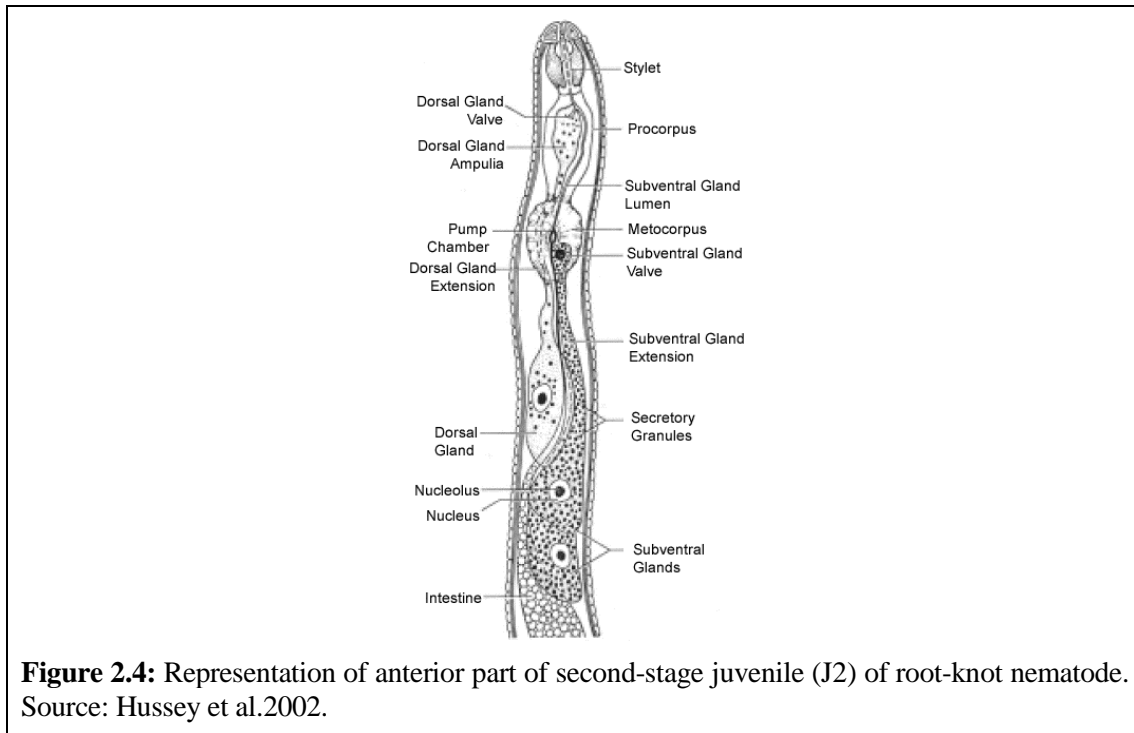 Stylet
Dorsal Gland
Valve
Procorpus
Dorsal Gland
Ampulia
Subventral Gland
Lumen
Pump
Chamber
Metocorpus
Dorsal Gland
Extension
Subventral Gland
Valve
Subventral Gland
Extension
Secretory
Granules
Dorsal
Gland
Nucleolus
Nucleus
Subventral
Glands
Intestine
Figure 2.4: Representation of anterior part of second-stage juvenile (J2) of root-knot nematode.
Source: Hussey et al.2002.